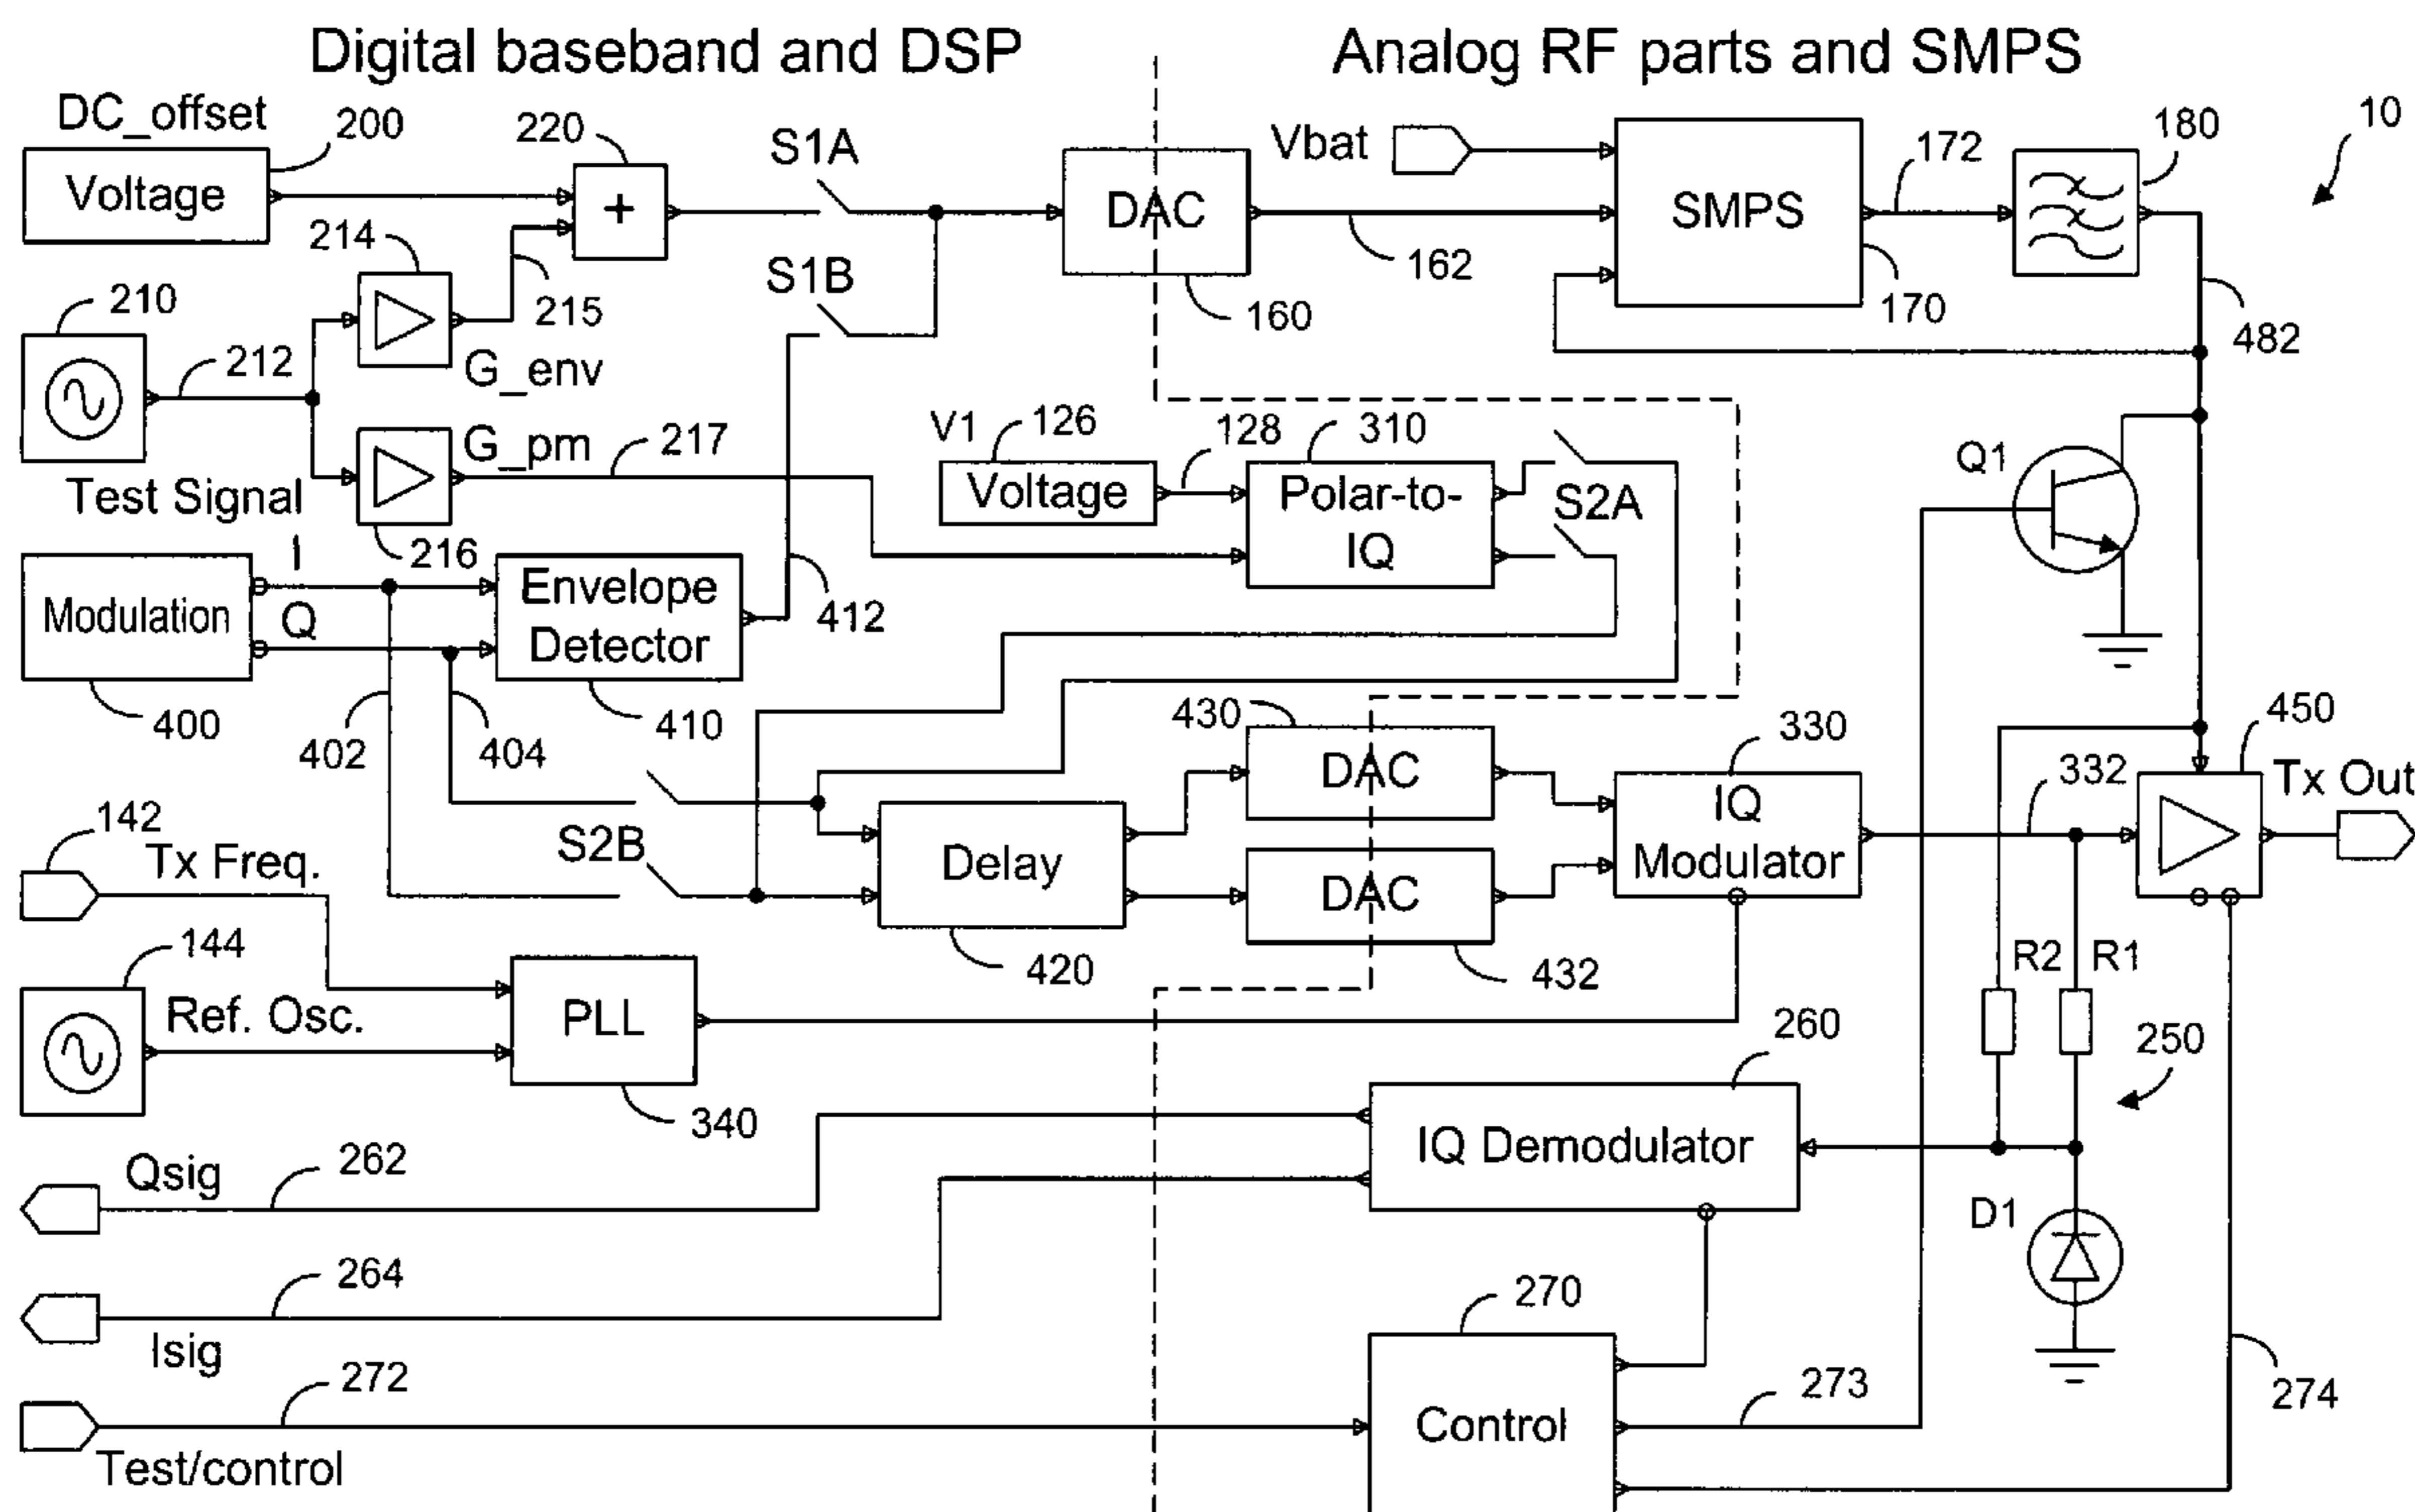 Digital baseband and DSP
Analog RF parts and SMPS
DC_offset
200
220
S1A
Vbat
172
180
10
Voltage
+
DAC
SMPS
214
S1B
162
210
215
160
170
482
212
G_env
V1
126
128
310
G_pm
217
Q1
Test Signal
Voltage
Polar-to-
IQ
S2A
I
216
Modulation
Q
Envelope
Detector
412
400
402
404
410
430
330
450
DAC
332
Tx Out
IQ
Modulator
142
Tx Freq.
S2B
Delay
DAC
144
420
432
R2
R1
Ref. Osc.
PLL
260
250
340
Qsig
262
IQ Demodulator
D1
264
270
Isig
272
273
274
Control
Test/control